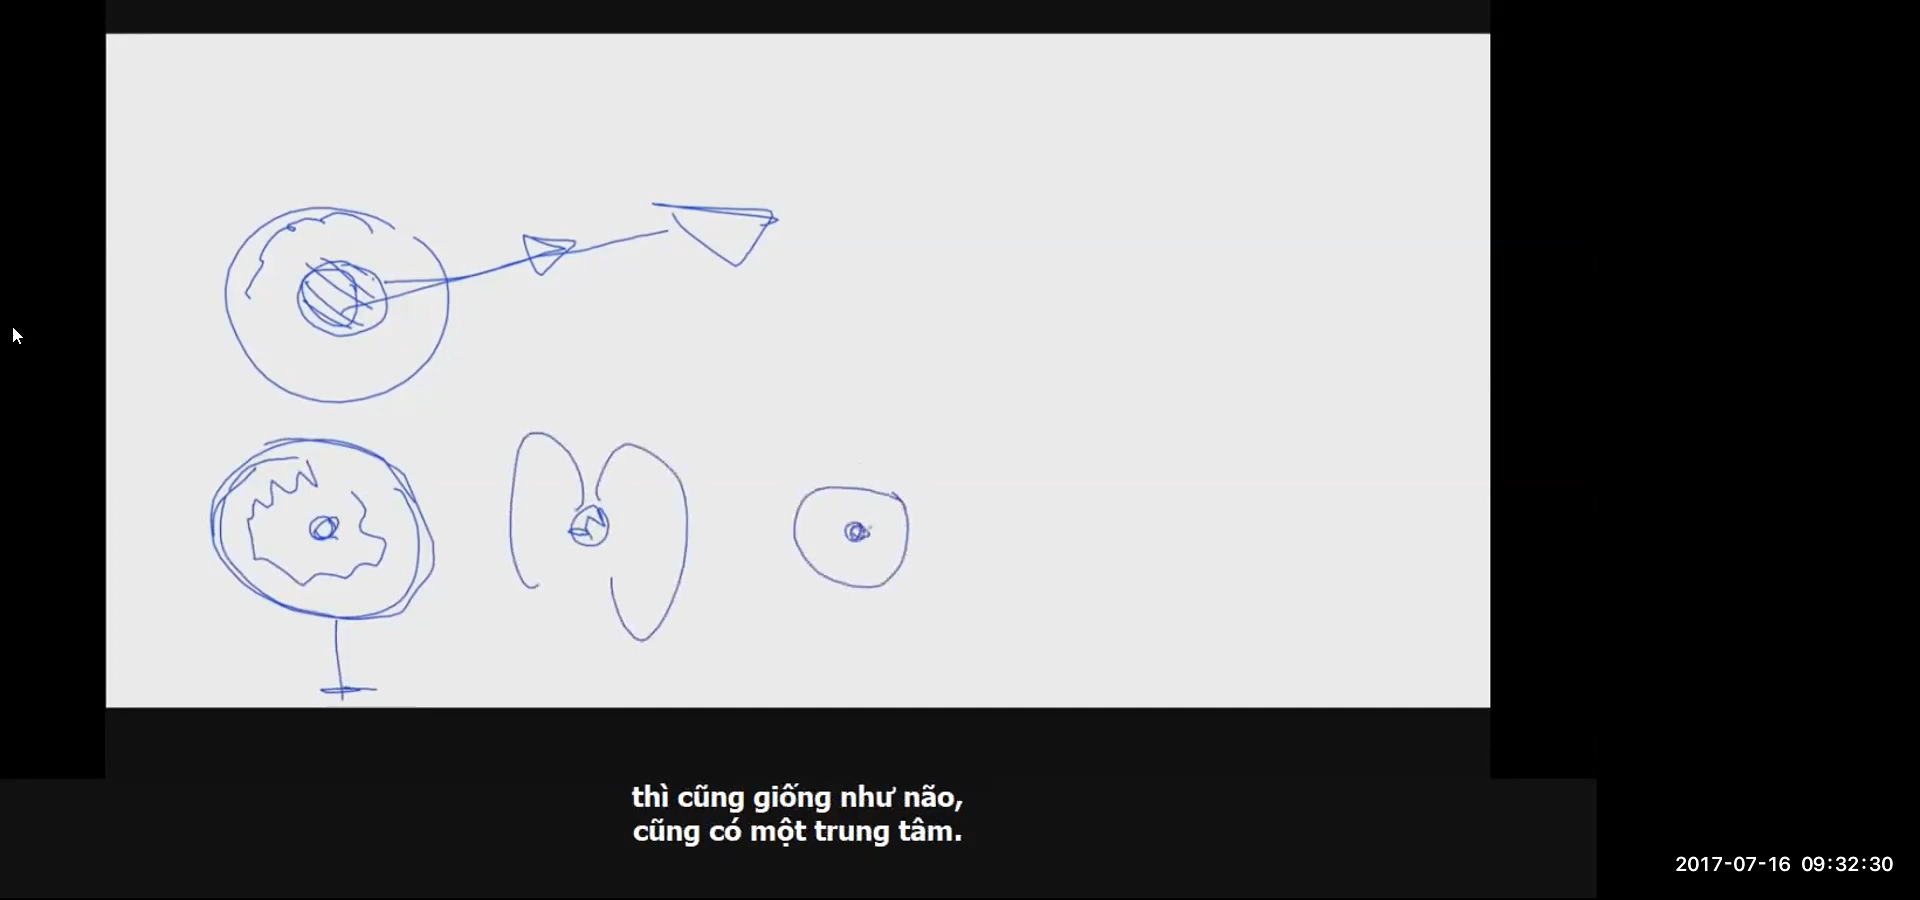 thì cũng giống như não,
cũng có một trung tâm.
2017-07-16 09:32:30